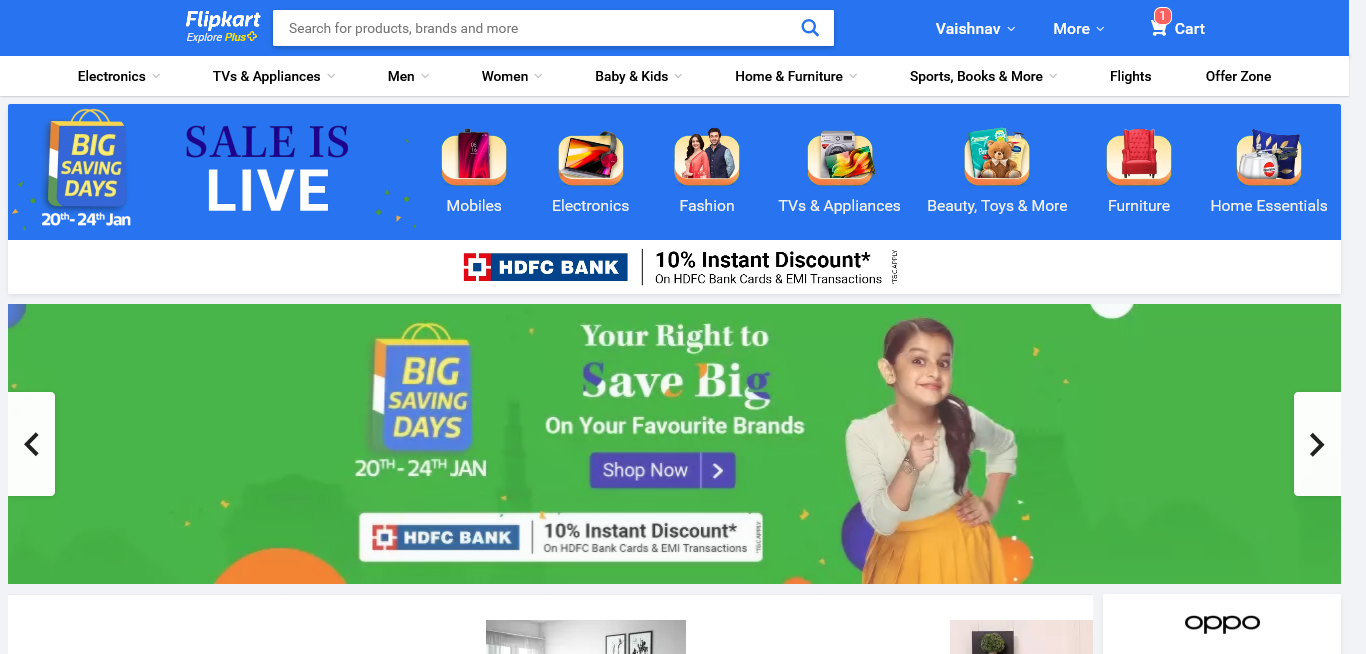 Flipkart
Explore Plus
Search for products, brands and more
Vaishnav
More
1
Cart
Electronics
TVs & Appliances
Men
Women
Baby & Kids
Home & Furniture
Sports, Books & More
Flights
Offer Zone
BIG
SAVING
DAYS
20th- 24th Jan
SALE IS
LIVE
Mobiles
Electronics
Fashion
TVs & Appliances
Beauty, Toys & More
Furniture
Home Essentials
HDFC BANK
10% Instant Discount*
On HDFC Bank Cards & EMI Transactions
*T&C APPLY
BIG
SAVING
DAYS
20TH - 24TH JAN
Your Right to
Save Big
On Your Favourite Brands
Shop Now
HDFC BANK
10% Instant Discount*
On HDFC Bank Cards & EMI Transactions
*T&C APPLY
oppo